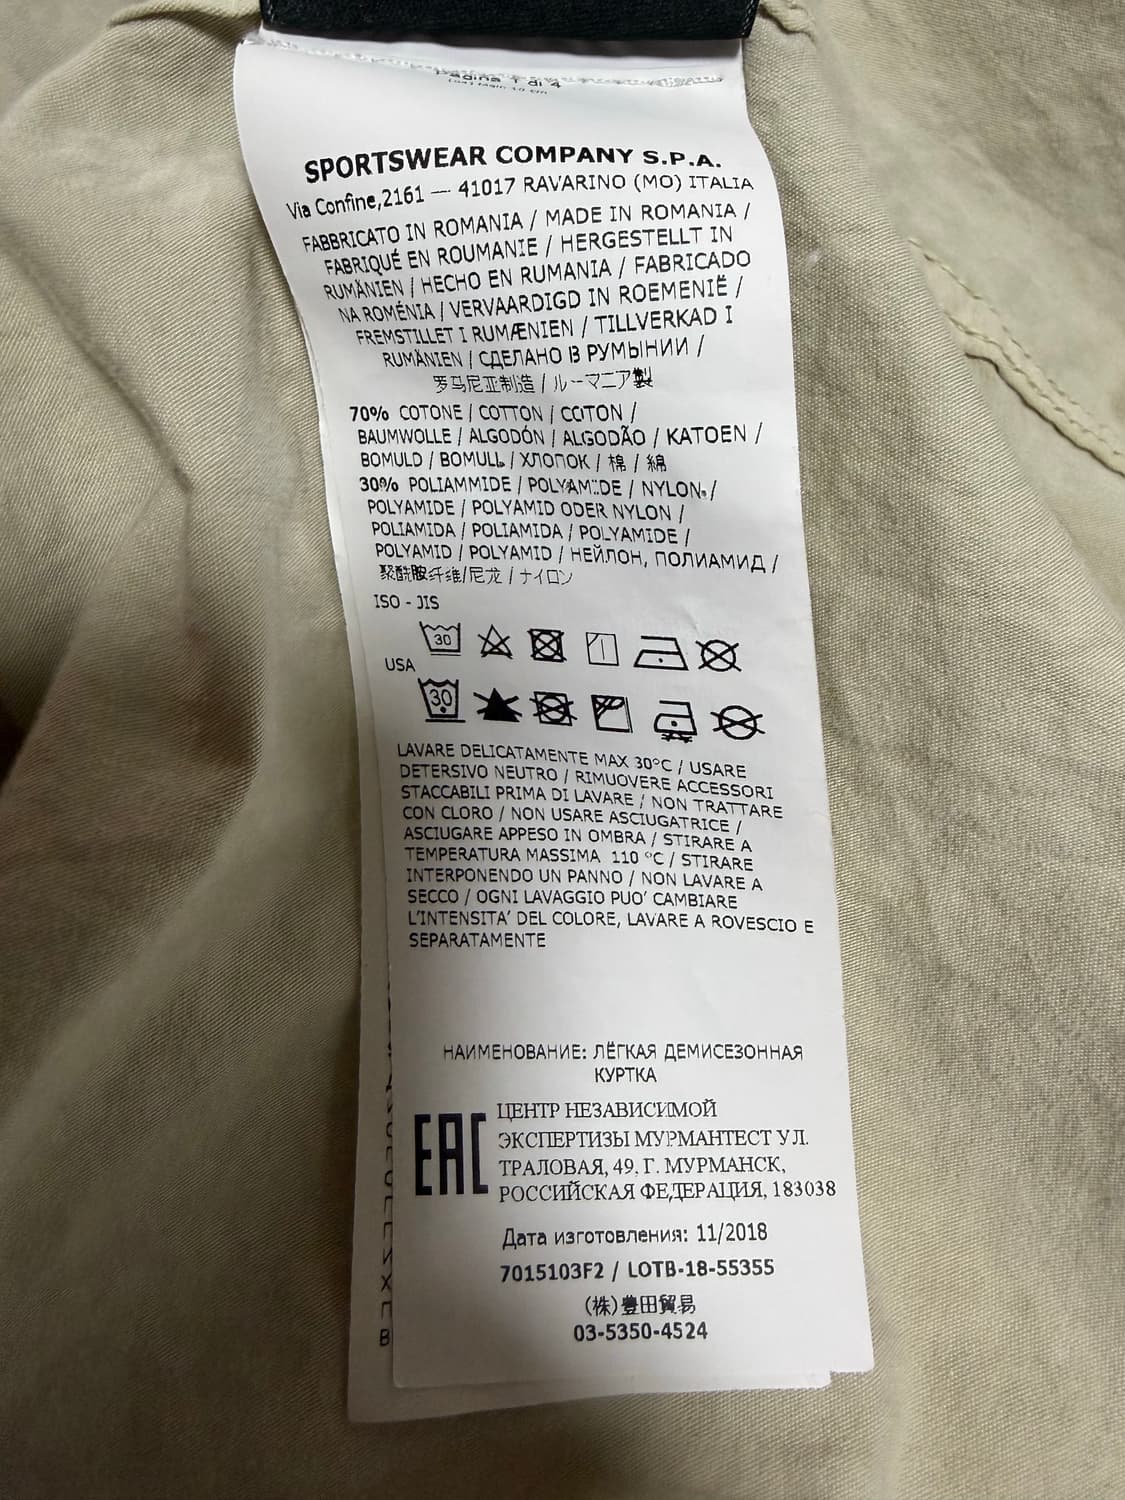 Pagina 1 di 4
SPORTSWEAR COMPANY S.P.A.
Via Confine,2161 — 41017 RAVARINO (MO) ITALIA
FABBRICATO IN ROMANIA / MADE IN ROMANIA /
FABRIQUÉ EN ROUMANIE / HERGESTELLT IN
RUMÄNIEN / HECHO EN RUMANIA / FABRICADO
NA ROMÉNIA / VERVAARDIGD IN ROEMENIË /
FREMSTILLET I RUMÆNIEN / TILLVERKAD I
RUMÄNIEN / СДЕЛАНО В РУМЫНИИ /
罗马尼亚制造 / ルーマニア製
70% COTONE / COTTON / COTON /
BAUMWOLLE / ALGODÓN / ALGODÃO / KATOEN /
BOMULD / BOMULL / ХЛОПОК / 棉 / 綿
30% POLIAMMIDE / POLYAMIDE / NYLON /
POLYAMIDE / POLYAMID ODER NYLON /
POLIAMIDA / POLIAMIDA / POLYAMIDE /
POLYAMID / POLYAMID / НЕЙЛОН, ПОЛИАМИД /
聚酰胺纤维/尼龙 / ナイロン
ISO - JIS
30
USA
30
LAVARE DELICATAMENTE MAX 30°C / USARE
DETERSIVO NEUTRO / RIMUOVERE ACCESSORI
STACCABILI PRIMA DI LAVARE / NON TRATTARE
CON CLORO / NON USARE ASCIUGATRICE /
ASCIUGARE APPESO IN OMBRA / STIRARE A
TEMPERATURA MASSIMA 110 °C / STIRARE
INTERPONENDO UN PANNO / NON LAVARE A
SECCO / OGNI LAVAGGIO PUO' CAMBIARE
L'INTENSITA' DEL COLORE, LAVARE A ROVESCIO E
SEPARATAMENTE
НАИМЕНОВАНИЕ: ЛЁГКАЯ ДЕМИСЕЗОННАЯ
КУРТКА
EAC
ЦЕНТР НЕЗАВИСИМОЙ
ЭКСПЕРТИЗЫ МУРМАНТЕСТ УЛ.
ТРАЛОВАЯ, 49, Г. МУРМАНСК,
РОССИЙСКАЯ ФЕДЕРАЦИЯ, 183038
Дата изготовления: 11/2018
7015103F2 / LOTB-18-55355
(株)豊田貿易
03-5350-4524